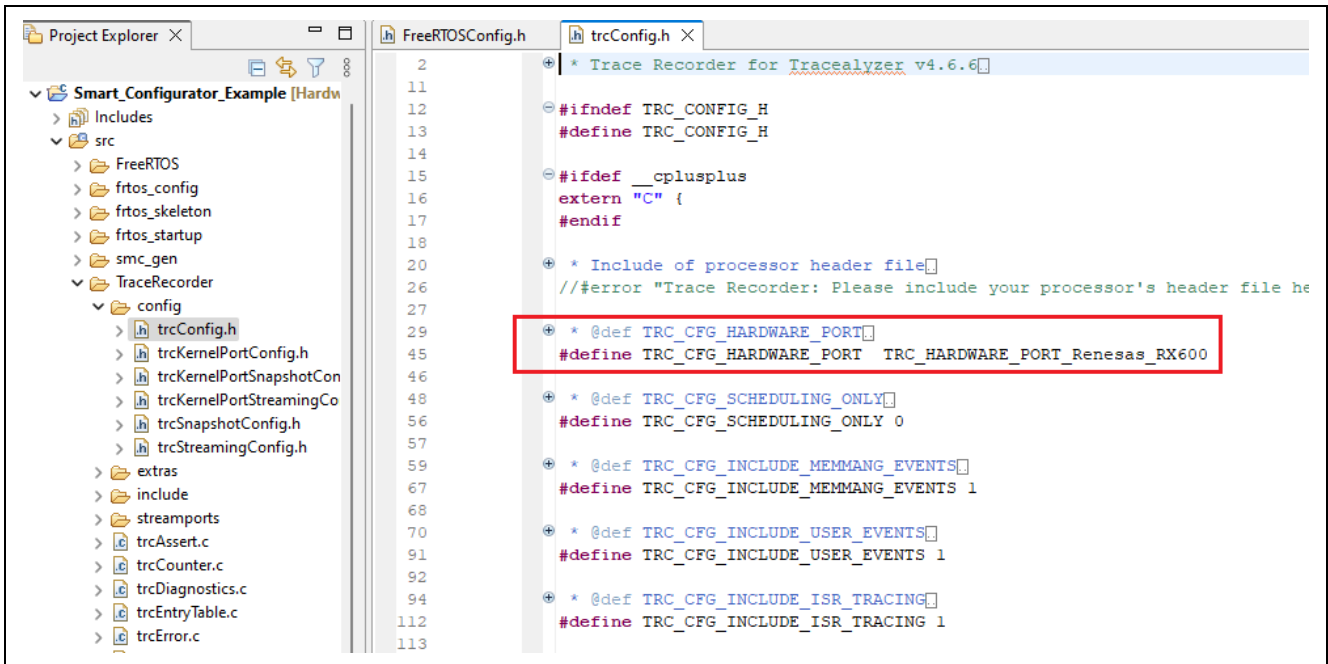 Project Explorer
Smart_Configurator_Example [Hardw
Includes
src
FreeRTOS
frtos_config
frtos_skeleton
frtos_startup
smc_gen
TraceRecorder
config
trcConfig.h
trcKernelPortConfig.h
trcKernelPortSnapshotCon
trcKernelPortStreamingCo
trcSnapshotConfig.h
trcStreamingConfig.h
extras
include
streamports
trcAssert.c
trcCounter.c
trcDiagnostics.c
trcEntryTable.c
trcError.c
FreeRTOSConfig.h
trcConfig.h
2 * Trace Recorder for Tracealyzer v4.6.6
11
12 #ifndef TRC_CONFIG_H
13 #define TRC_CONFIG_H
14
15 #ifdef __cplusplus
16 extern "C" {
17 #endif
18
20 * Include of processor header file
26 //#error "Trace Recorder: Please include your processor's header file he
27
29 * @def TRC_CFG_HARDWARE_PORT
45 #define TRC_CFG_HARDWARE_PORT TRC_HARDWARE_PORT_Renesas_RX600
46
48 * @def TRC_CFG_SCHEDULING_ONLY
56 #define TRC_CFG_SCHEDULING_ONLY 0
57
59 * @def TRC_CFG_INCLUDE_MEMMANG_EVENTS
67 #define TRC_CFG_INCLUDE_MEMMANG_EVENTS 1
68
70 * @def TRC_CFG_INCLUDE_USER_EVENTS
91 #define TRC_CFG_INCLUDE_USER_EVENTS 1
92
94 * @def TRC_CFG_INCLUDE_ISR_TRACING
112 #define TRC_CFG_INCLUDE_ISR_TRACING 1
113